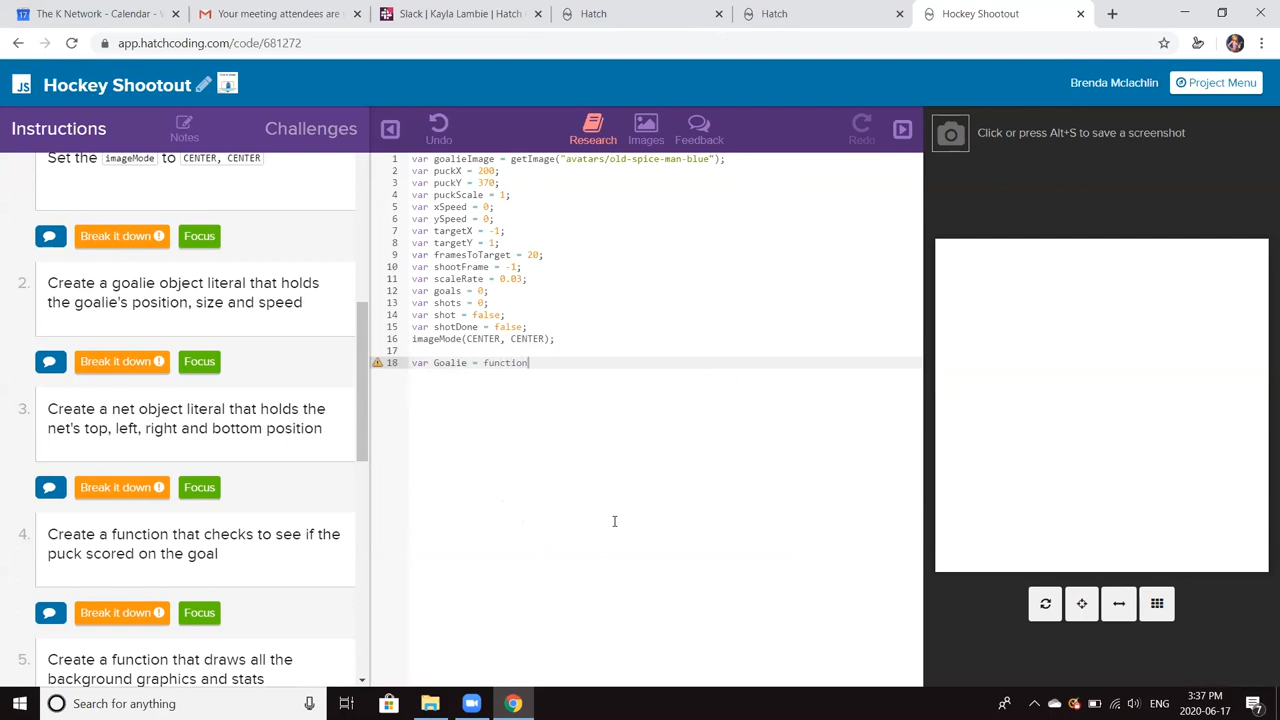 17 The K Network - Calendar - W
Your meeting attendees are
Slack | Kayla Lambie | Hatch
Hatch
Hatch
Hockey Shootout
app.hatchcoding.com/code/681272
JS Hockey Shootout
Brenda Mclachlin
Project Menu
Instructions
Notes
Challenges
Undo
Research
Images
Feedback
Redo
Click or press Alt+S to save a screenshot
Set the imageMode to CENTER, CENTER
Break it down
Focus
2. Create a goalie object literal that holds
the goalie's position, size and speed
Break it down
Focus
3. Create a net object literal that holds the
net's top, left, right and bottom position
Break it down
Focus
4. Create a function that checks to see if the
puck scored on the goal
Break it down
Focus
5. Create a function that draws all the
background graphics and stats
1 var goalieImage = getImage("avatars/old-spice-man-blue");
2 var puckX = 200;
3 var puckY = 370;
4 var puckScale = 1;
5 var xSpeed = 0;
6 var ySpeed = 0;
7 var targetX = -1;
8 var targetY = 1;
9 var framesToTarget = 20;
10 var shootFrame = -1;
11 var scaleRate = 0.03;
12 var goals = 0;
13 var shots = 0;
14 var shot = false;
15 var shotDone = false;
16 imageMode(CENTER, CENTER);
17
18 var Goalie = function
Search for anything
ENG
3:37 PM
2020-06-17
7